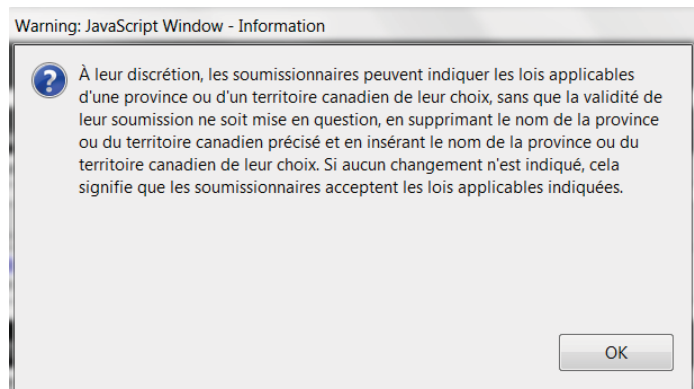 Warning: JavaScript Window - Information
À leur discrétion, les soumissionnaires peuvent indiquer les lois applicables
d'une province ou d'un territoire canadien de leur choix, sans que la validité de
leur soumission ne soit mise en question, en supprimant le nom de la province
ou du territoire canadien précisé et en insérant le nom de la province ou du
territoire canadien de leur choix. Si aucun changement n'est indiqué, cela
signifie que les soumissionnaires acceptent les lois applicables indiquées.
OK